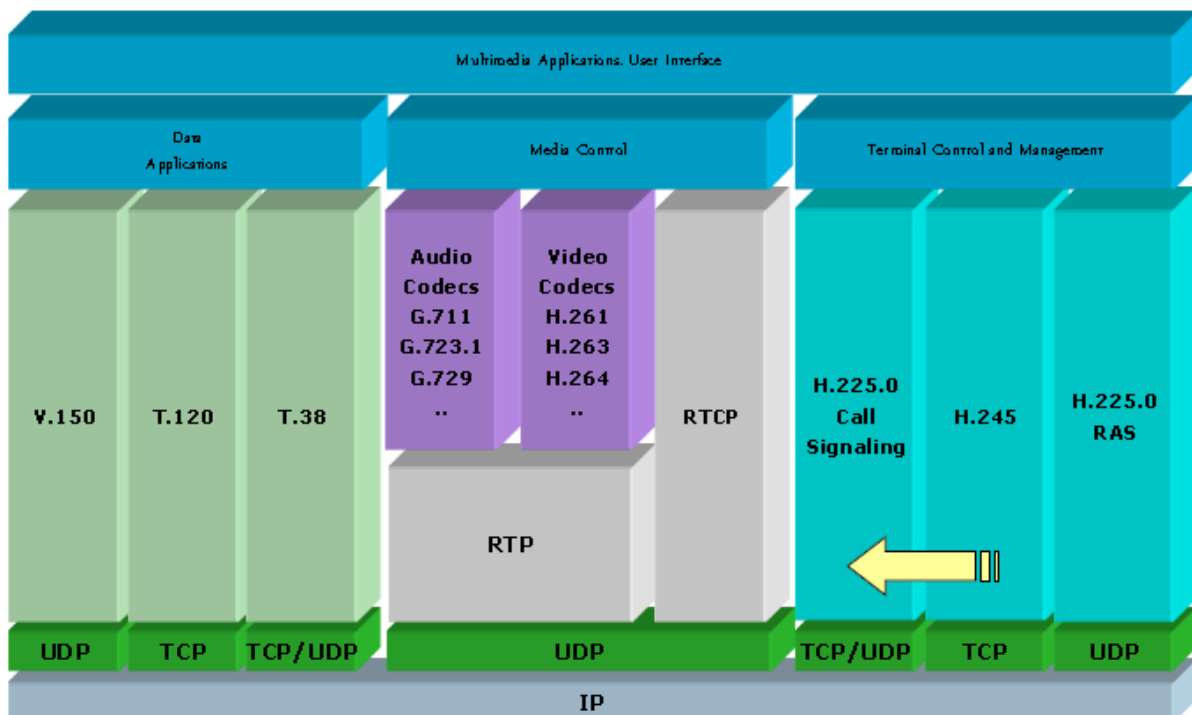 Multimedia Applications, User Interface
Data
Applications
Media Control
Terminal Control and Management
V.150
T.120
T.38
Audio
Codecs
G.711
G.723.1
G.729
..
Video
Codecs
H.261
H.263
H.264
..
RTP
RTCP
H.225.0
Call
Signaling
H.245
H.225.0
RAS
UDP
TCP
TCP/UDP
UDP
TCP/UDP
TCP
UDP
IP